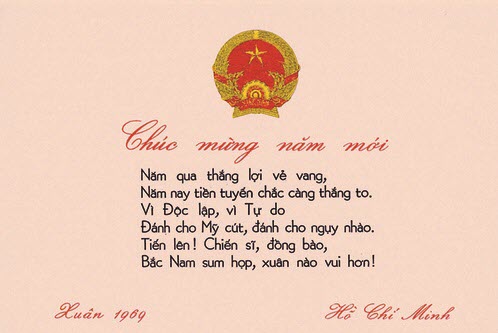 Chúc mừng năm mới
Năm qua thắng lợi vẻ vang,
Năm nay tiền tuyến chắc càng thắng to.
Vì Độc lập, vì Tự do
Đánh cho Mỹ cút, đánh cho ngụy nhào.
Tiến lên! Chiến sĩ, đồng bào,
Bắc Nam sum họp, xuân nào vui hơn!
Xuân 1969
Hồ Chí Minh